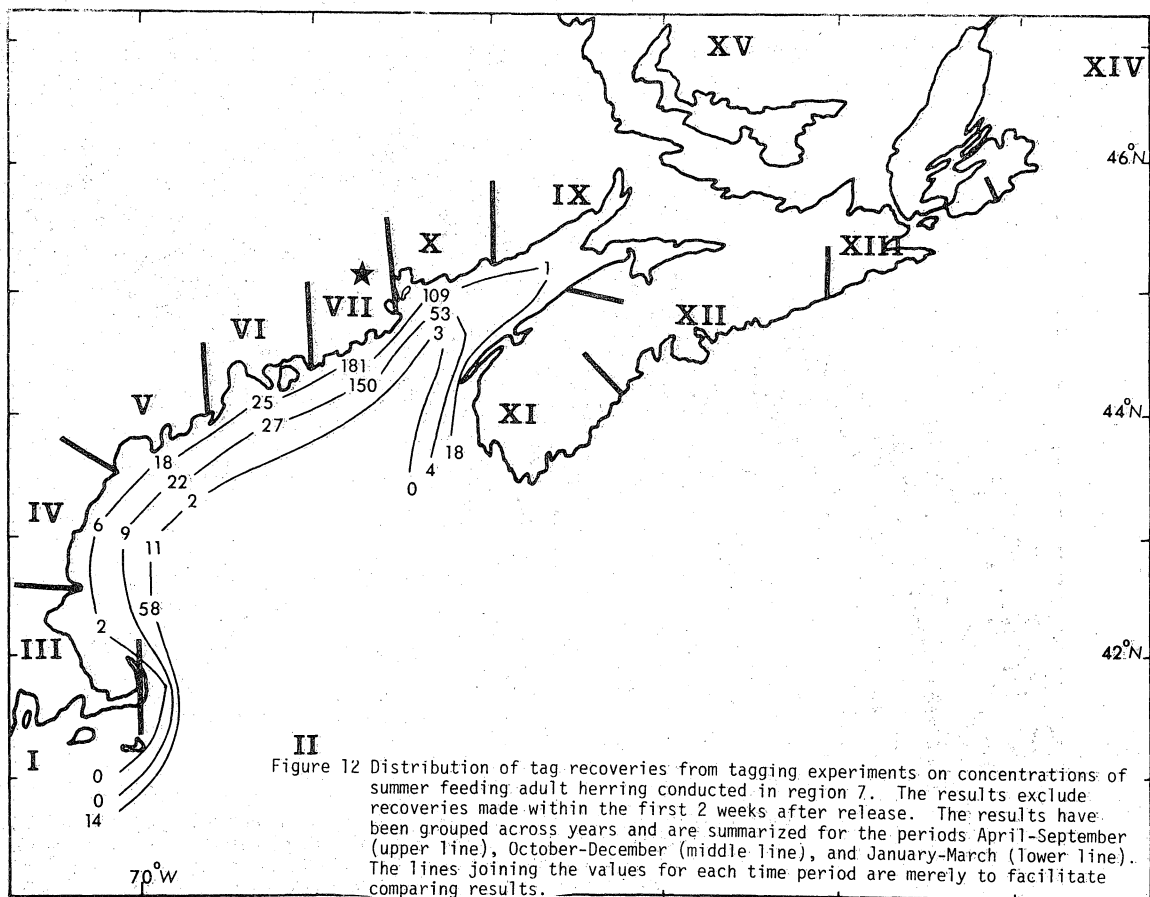 XV
XIV
46°N
IX
X
XIII
VII
109
1
53
XII
VI
3
181
150
V
25
44°N
27
XI
18
18
22
4
2
0
IV
6
9
11
58
2
III
42°N
II
I
0
0
14
70°W
Figure 12 Distribution of tag recoveries from tagging experiments on concentrations of
summer feeding adult herring conducted in region 7. The results exclude
recoveries made within the first 2 weeks after release. The results have
been grouped across years and are summarized for the periods April-September
(upper line), October-December (middle line), and January-March (lower line).
The lines joining the values for each time period are merely to facilitate
comparing results.